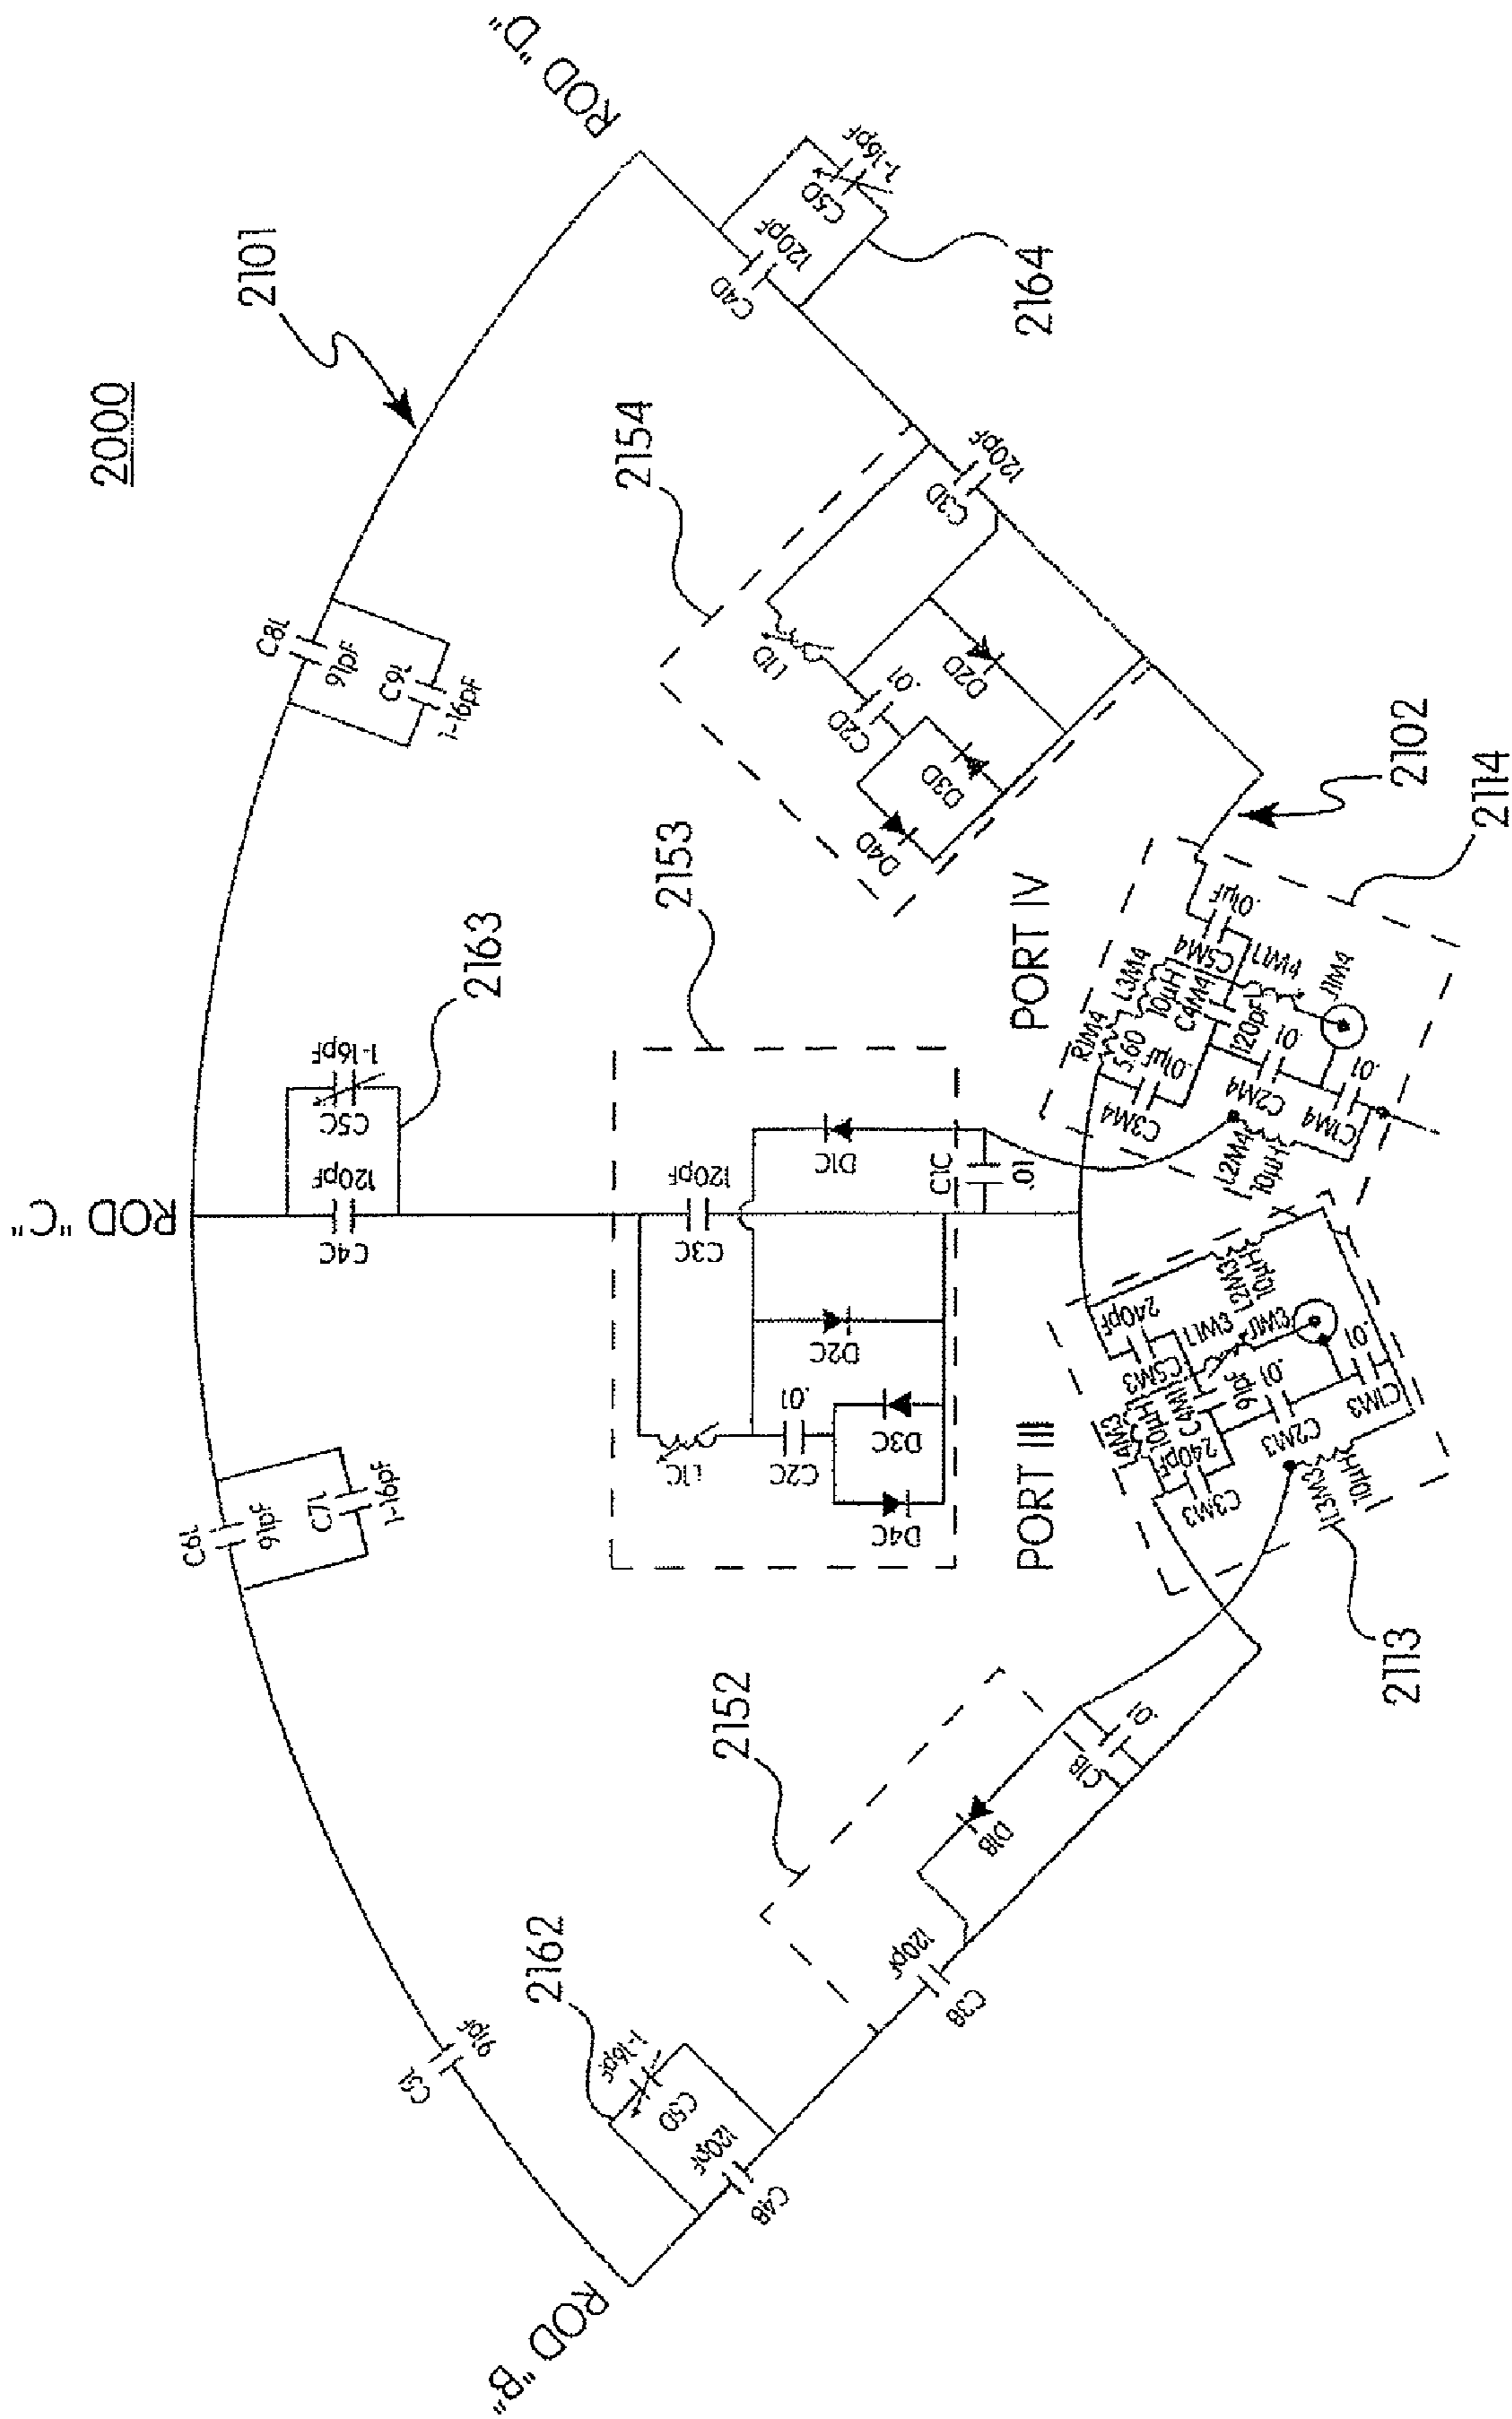 2000
2101
2102
2114
2164
2154
2153
2163
2113
2152
2162
ROD "D"
C4D
120pF
C5D
1-16pF
C8L
91pF
C9L
1-16pF
C3D
120pF
L1D
C2D
.01
D2D
D3D
D4D
ROD "C"
C4C
120pF
C5C
1-16pF
C3C
120pF
D1C
C1C
.01
D2C
L1C
C2C
.01
D3C
D4C
C6L
91pF
C7L
1-16pF
PORT IV
R1M4
5.60
L3M4
10µH
C5M4
.01µF
C3M4
.01µF
C4M4
120pF
L1M4
J1M4
C2M4
.01
C1M4
.01
L2M4
10µH
PORT III
C5M3
240pF
L2M3
10µH
L1M3
J1M3
L4M3
10µH
C4M1
91pF
C3M3
240pF
C2M3
.01
C1M3
.01
L3M3
10µH
C1B
.01
D1B
C3B
120pF
C5D
1-16pF
C4B
120pF
C5L
91pF
ROD "B"